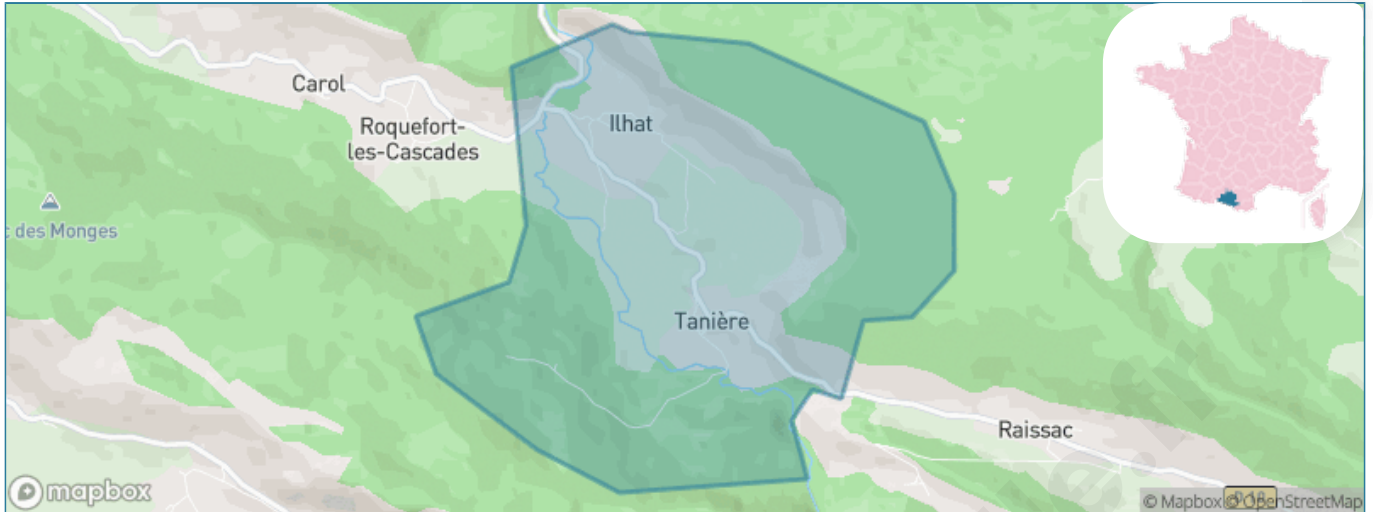 Carol
Ilhat
Roquefort-
les-Cascades
c des Monges
Tanière
Raissac
mapbox
© Mapbox © OpenStreetMap